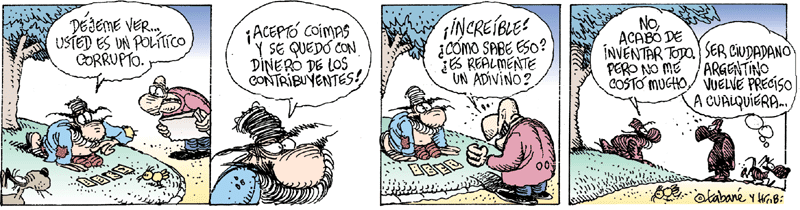 DÉJEME VER...
USTED ES UN POLÍTICO
CORRUPTO.
¡ACEPTÓ COIMAS
Y SE QUEDÓ CON
DINERO DE LOS
CONTRIBUYENTES!
¡INCREÍBLE!
¿CÓMO SABE ESO?
¿ES REALMENTE
UN ADIVINO?
NO,
ACABO DE
INVENTAR TODO.
PERO NO ME
COSTÓ MUCHO.
SER CIUDADANO
ARGENTINO
VUELVE PRECISO
A CUALQUIERA...
©tabaré y